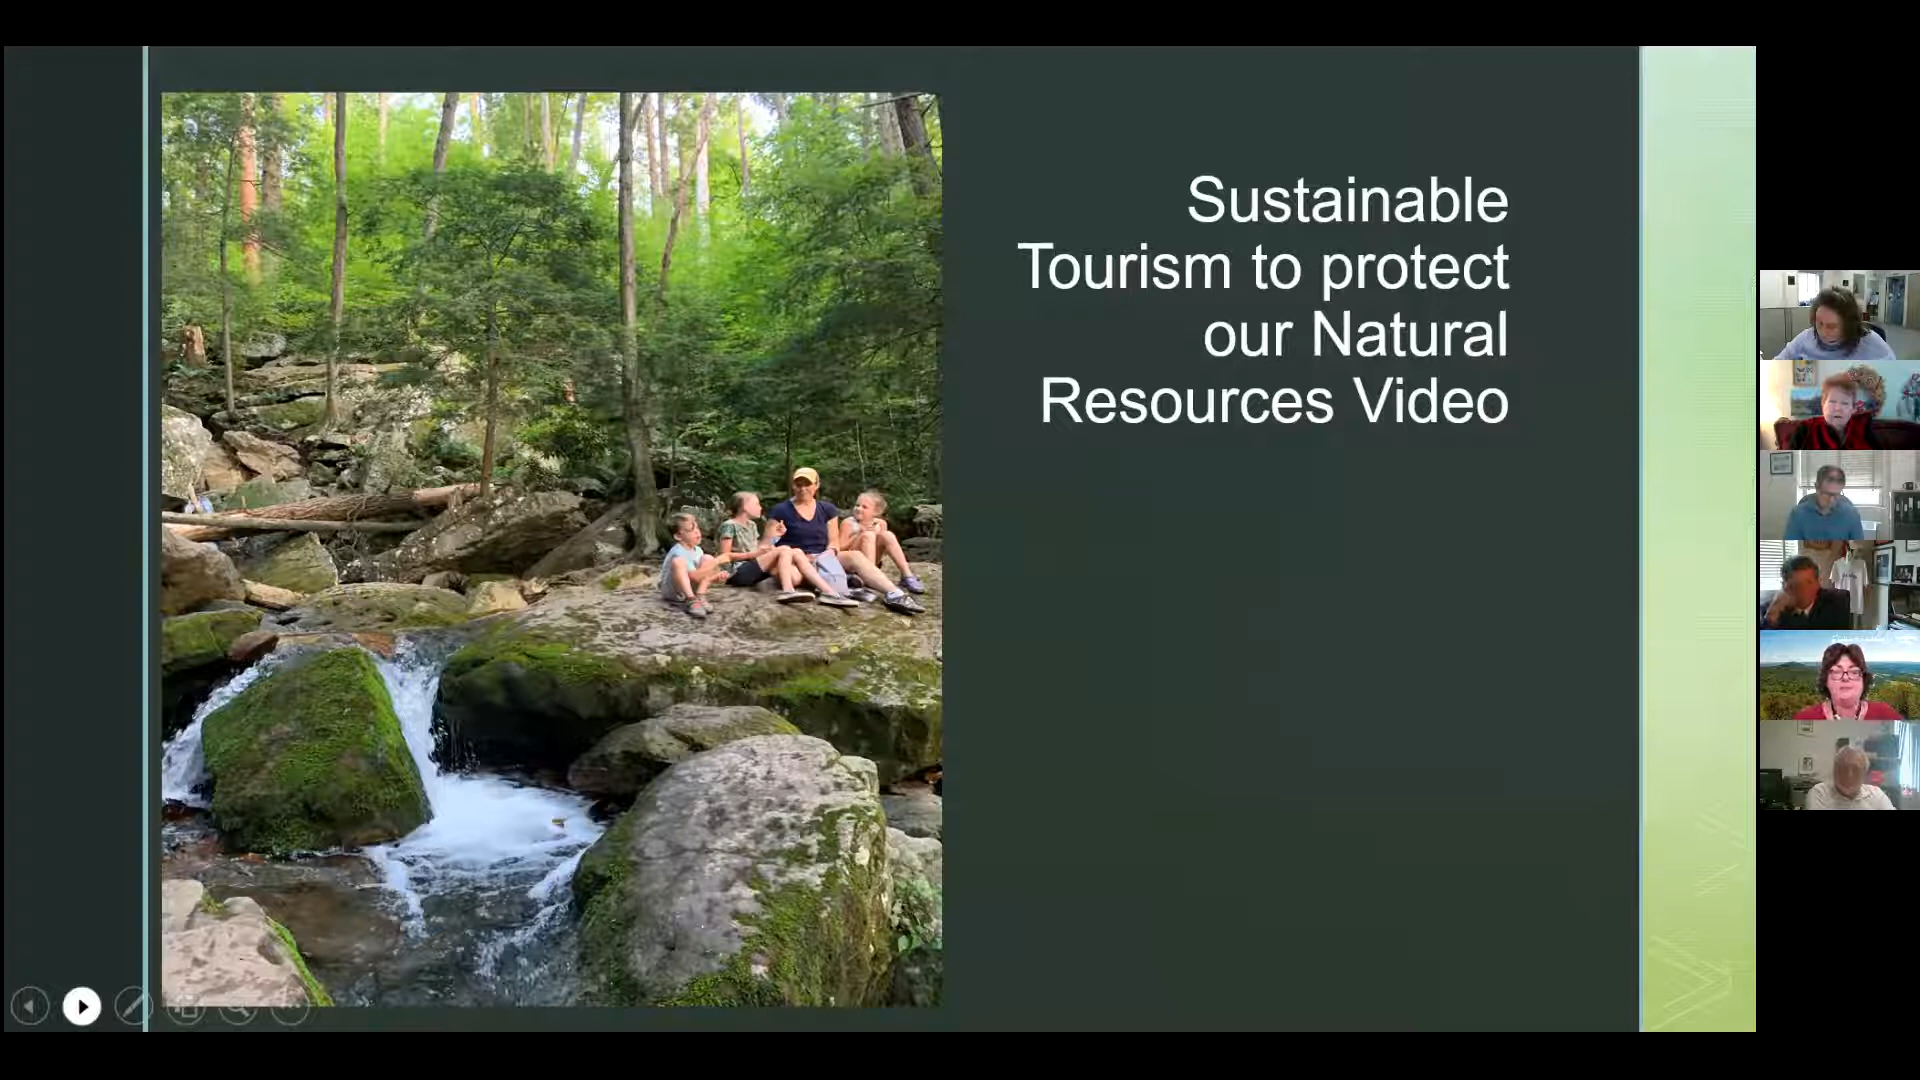 Sustainable
Tourism to protect
our Natural
Resources Video